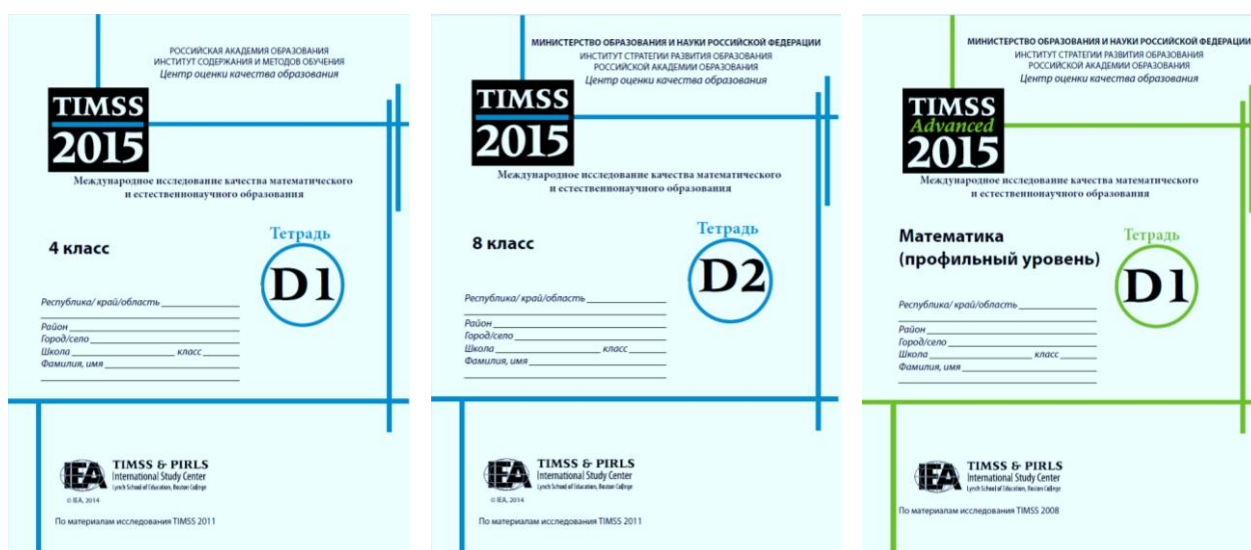 РОССИЙСКАЯ АКАДЕМИЯ ОБРАЗОВАНИЯ
ИНСТИТУТ СОДЕРЖАНИЯ И МЕТОДОВ ОБУЧЕНИЯ
Центр оценки качества образования
TIMSS
2015
Международное исследование качества математического
и естественнонаучного образования
4 класс
Тетрадь
D1
Республика/ край/область
Район
Город/село
Школа класс
Фамилия, имя
IEA
TIMSS & PIRLS
International Study Center
Lynch School of Education, Boston College
© IEA, 2014
По материалам исследования TIMSS 2011
МИНИСТЕРСТВО ОБРАЗОВАНИЯ И НАУКИ РОССИЙСКОЙ ФЕДЕРАЦИИ
ИНСТИТУТ СТРАТЕГИИ РАЗВИТИЯ ОБРАЗОВАНИЯ
РОССИЙСКОЙ АКАДЕМИИ ОБРАЗОВАНИЯ
Центр оценки качества образования
TIMSS
2015
Международное исследование качества математического
и естественнонаучного образования
8 класс
Тетрадь
D2
Республика/ край/область
Район
Город/село
Школа класс
Фамилия, имя
IEA
TIMSS & PIRLS
International Study Center
Lynch School of Education, Boston College
© IEA, 2014
По материалам исследования TIMSS 2011
МИНИСТЕРСТВО ОБРАЗОВАНИЯ И НАУКИ РОССИЙСКОЙ ФЕДЕРАЦИИ
ИНСТИТУТ СТРАТЕГИИ РАЗВИТИЯ ОБРАЗОВАНИЯ
РОССИЙСКОЙ АКАДЕМИИ ОБРАЗОВАНИЯ
Центр оценки качества образования
TIMSS
Advanced
2015
Международное исследование качества математического
и естественнонаучного образования
Математика
(профильный уровень)
Тетрадь
D1
Республика/ край/область
Район
Город/село
Школа класс
Фамилия, имя
IEA
TIMSS & PIRLS
International Study Center
Lynch School of Education, Boston College
По материалам исследования TIMSS 2008